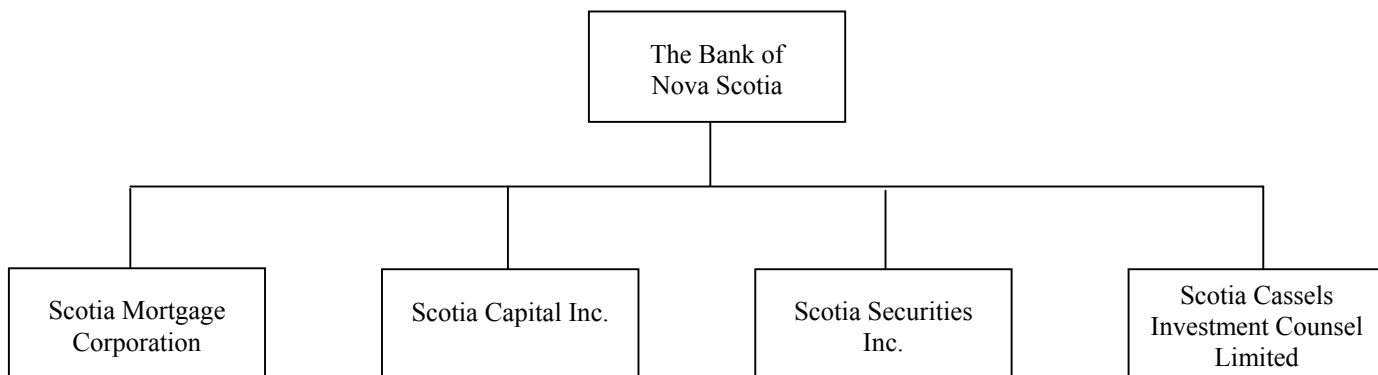 The Bank of
Nova Scotia
Scotia Mortgage
Corporation
Scotia Capital Inc.
Scotia Securities
Inc.
Scotia Cassels
Investment Counsel
Limited